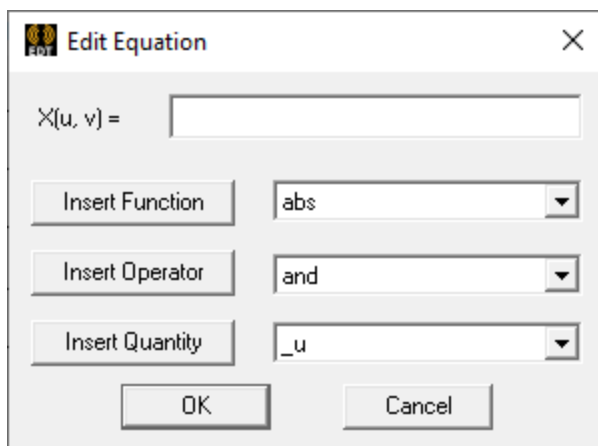 EDT Edit Equation
X(u, v) =
Insert Function abs
Insert Operator and
Insert Quantity _u
OK Cancel